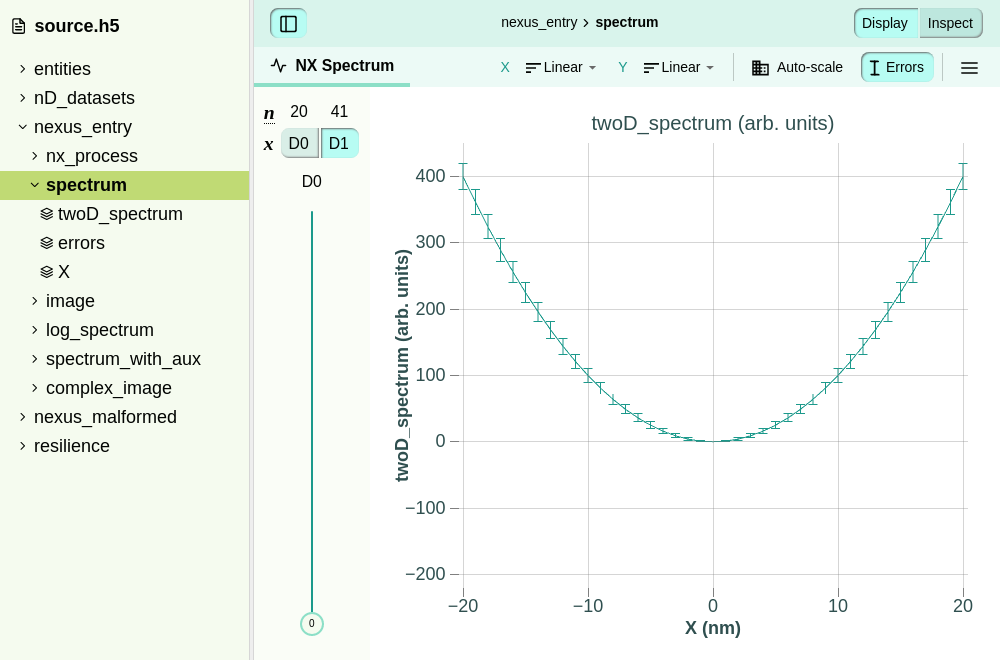 source.h5
entities
nD_datasets
nexus_entry
nx_process
spectrum
twoD_spectrum
errors
X
image
log_spectrum
spectrum_with_aux
complex_image
nexus_malformed
resilience
nexus_entry > spectrum
Display Inspect
NX Spectrum
X Linear Y Linear Auto-scale Errors
n 20 41
x D0 D1
D0
0
twoD_spectrum (arb. units)
twoD_spectrum (arb. units)
400
300
200
100
0
−100
−200
−20 −10 0 10 20
X (nm)